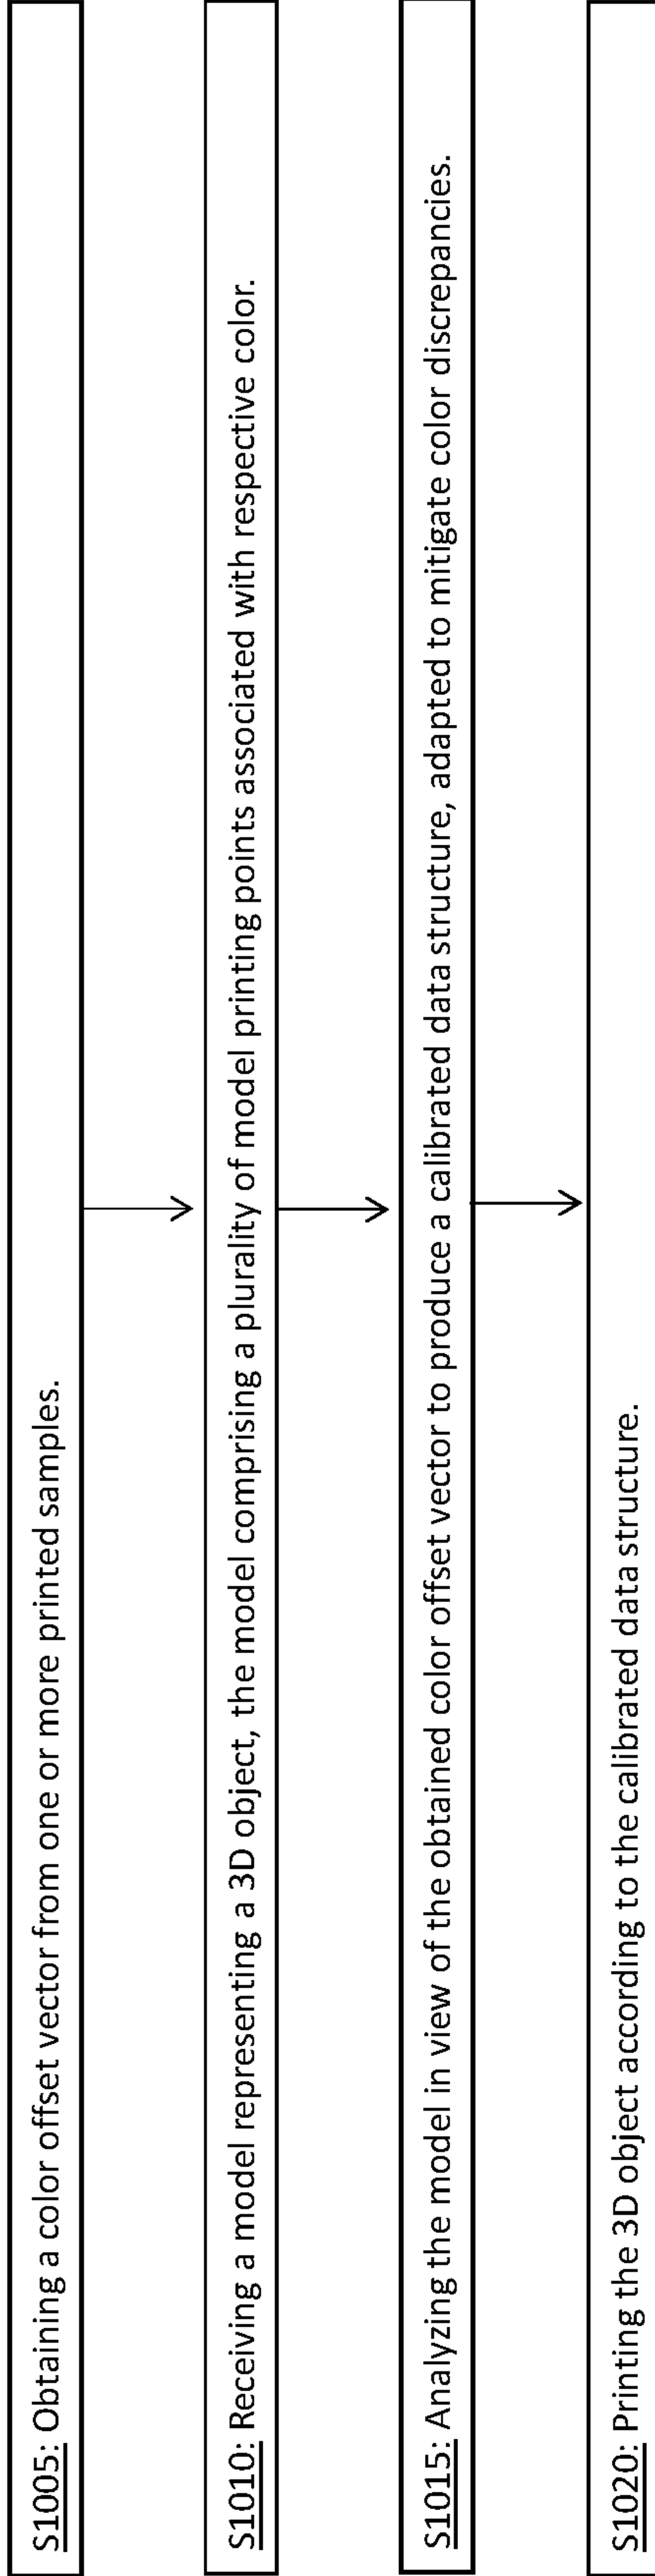 S1005: Obtaining a color offset vector from one or more printed samples.
S1010: Receiving a model representing a 3D object, the model comprising a plurality of model printing points associated with respective color.
S1015: Analyzing the model in view of the obtained color offset vector to produce a calibrated data structure, adapted to mitigate color discrepancies.
S1020: Printing the 3D object according to the calibrated data structure.